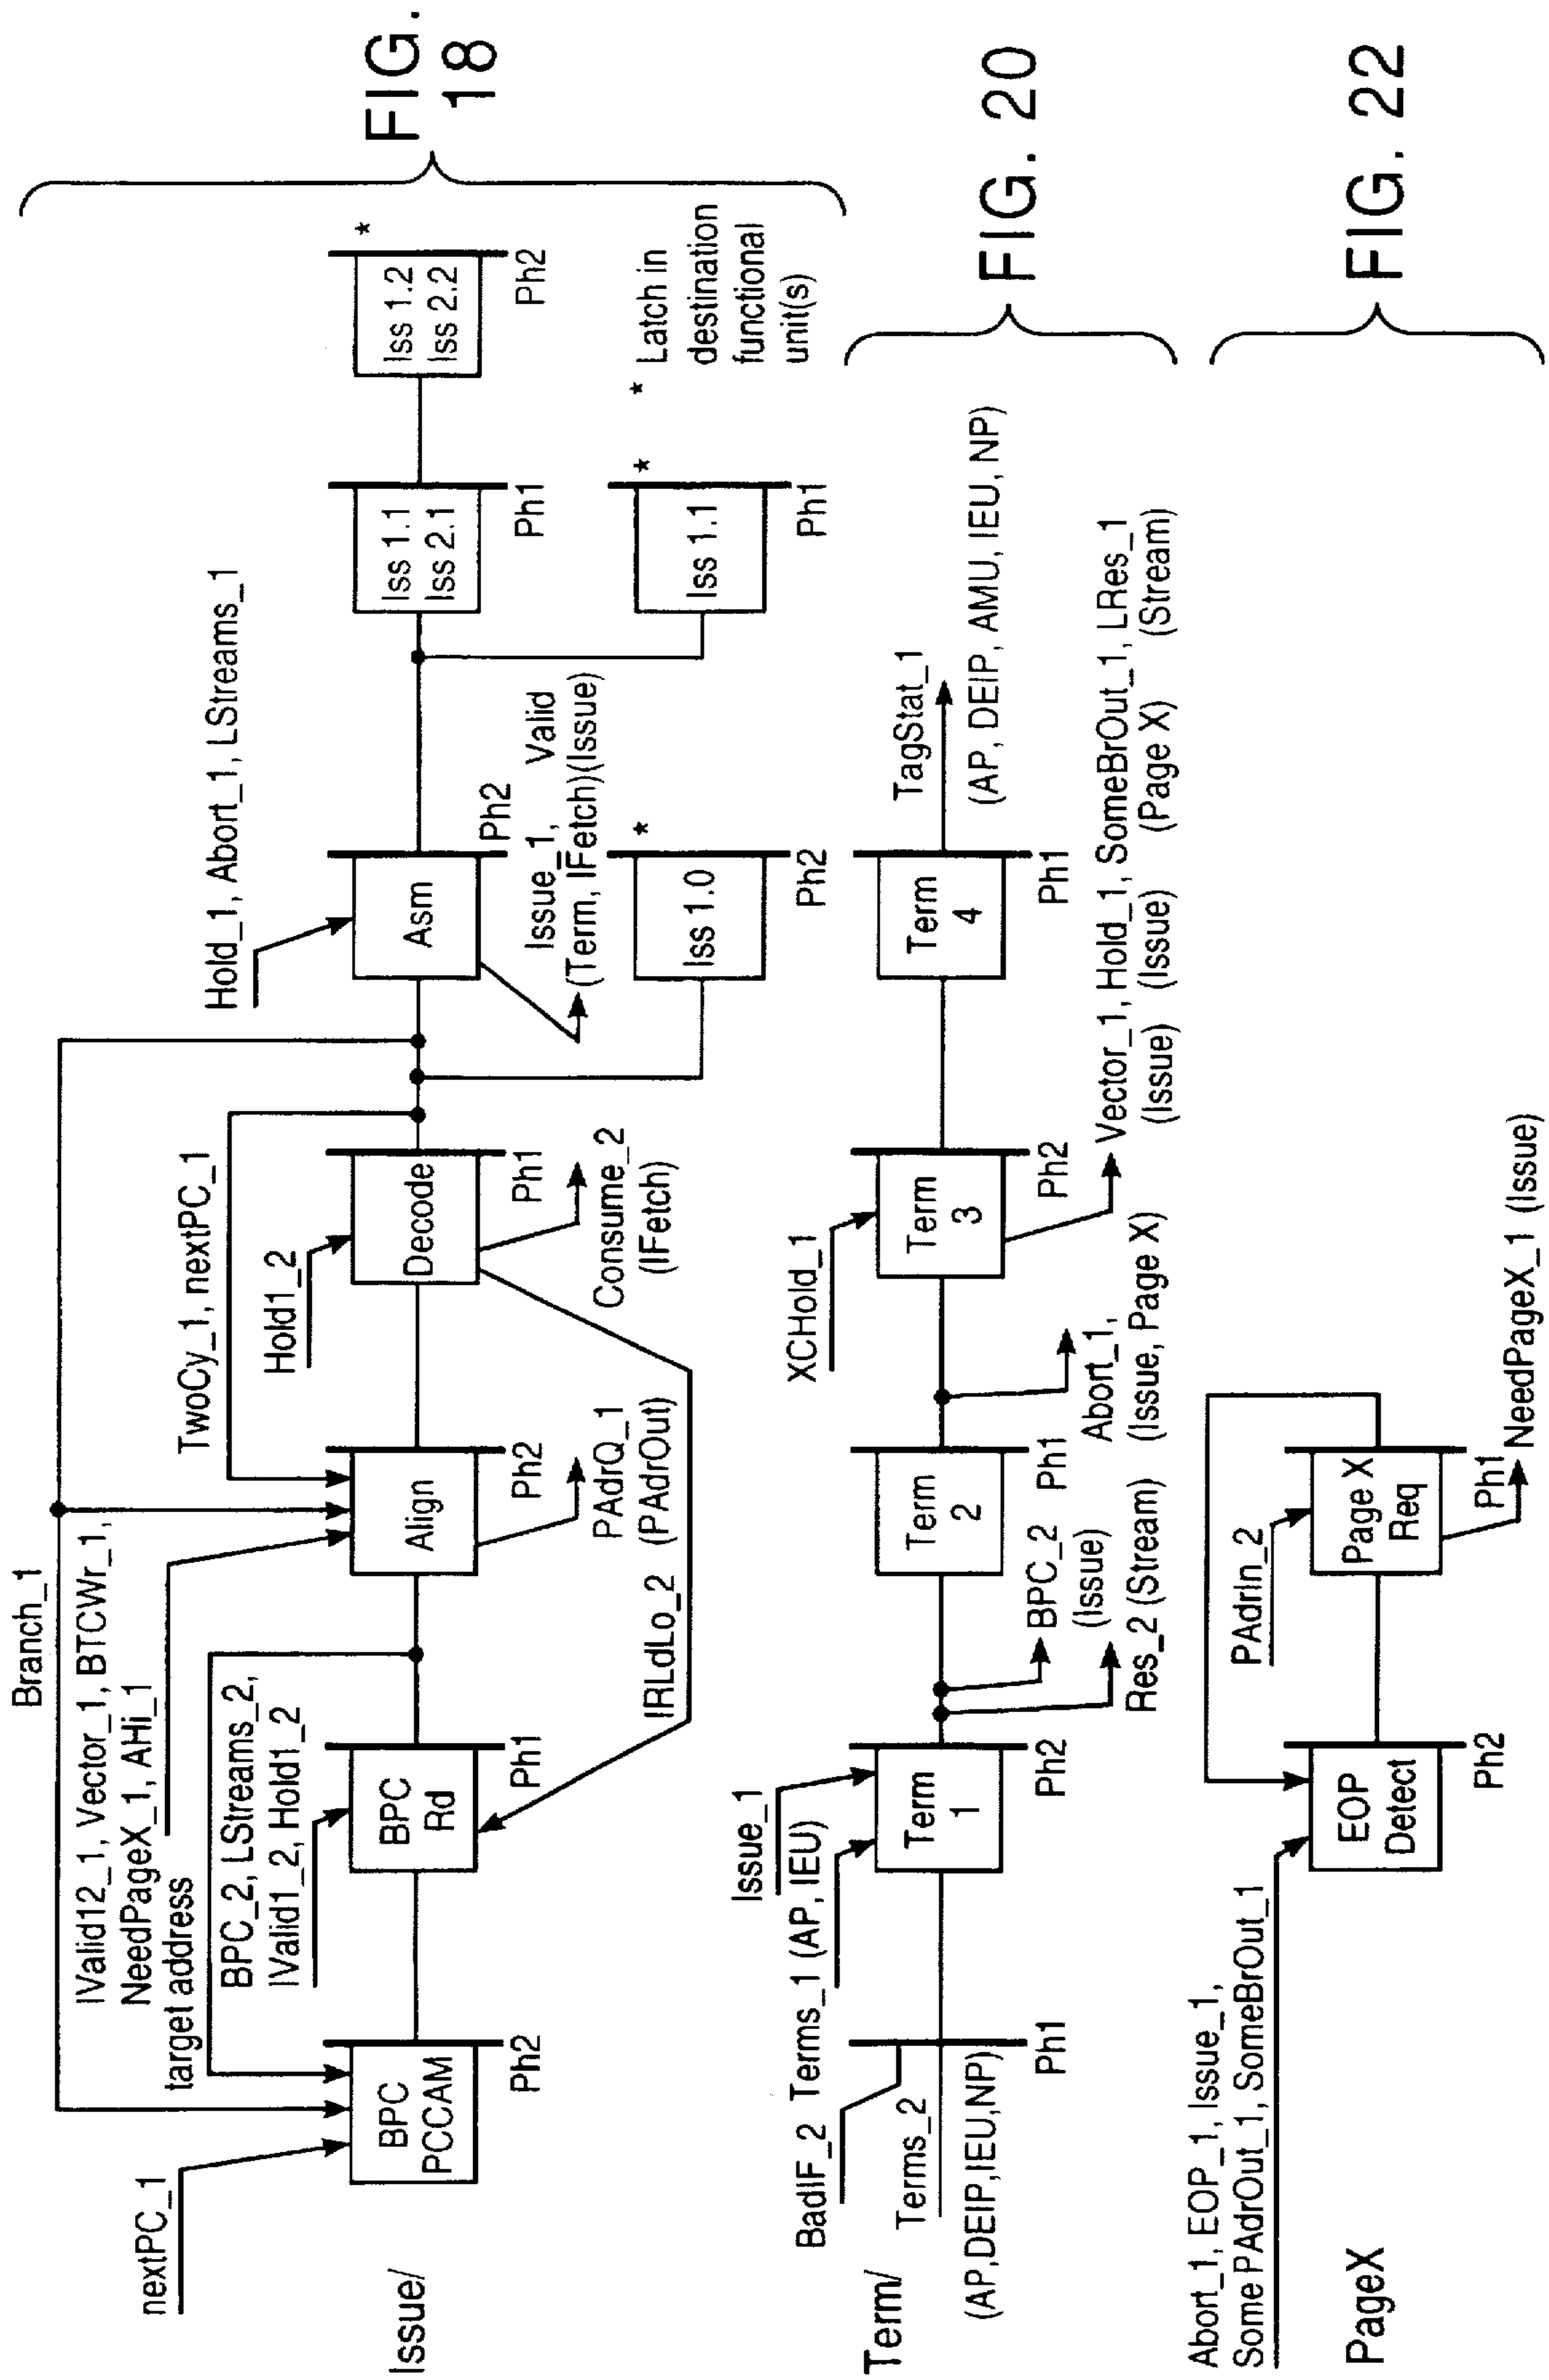 FIG.
18
Issue/
nextPC_1
Branch_1
IValid12_1, Vector_1, BTCWr_1,
NeedPageX_1, AHi_1
target address
BPC_2, LStreams_2,
IValid1_2, Hold1_2
TwoCy_1, nextPC_1
Hold1_2
Hold_1, Abort_1, LStreams_1
BPC
PCCAM
Ph2
BPC
Rd
Ph1
Align
Ph2
Decode
Ph1
Asm
Ph2
Iss 1.1
Iss 2.1
Ph1
Iss 1.2
Iss 2.2
*
Ph2
IRLdLo_2
PAdrQ_1
(PAdrOut)
Consume_2
(IFetch)
Issue_1, Valid
(Term, IFetch)(Issue)
Iss 1.0
*
Ph2
Iss 1.1
*
Ph1
* Latch in
destination
functional
unit(s)
FIG. 20
Term/
BadIF_2
Terms_2
(AP,DEIP,IEU,NP)
Ph1
Terms_1 (AP, IEU)
Issue_1
Term
1
Ph2
BPC_2
(Issue)
Res_2 (Stream)
Term
2
Ph1
Abort_1,
(Issue, Page X)
XCHold_1
Term
3
Ph2
Vector_1, Hold_1, SomeBrOut_1, LRes_1
(Issue) (Issue) (Page X) (Stream)
Term
4
Ph1
TagStat_1
(AP, DEIP, AMU, IEU, NP)
FIG. 22
PageX
Abort_1, EOP_1, Issue_1,
Some PAdrOut_1, SomeBrOut_1
EOP
Detect
Ph2
PAdrIn_2
Page X
Req
Ph1
NeedPageX_1 (Issue)